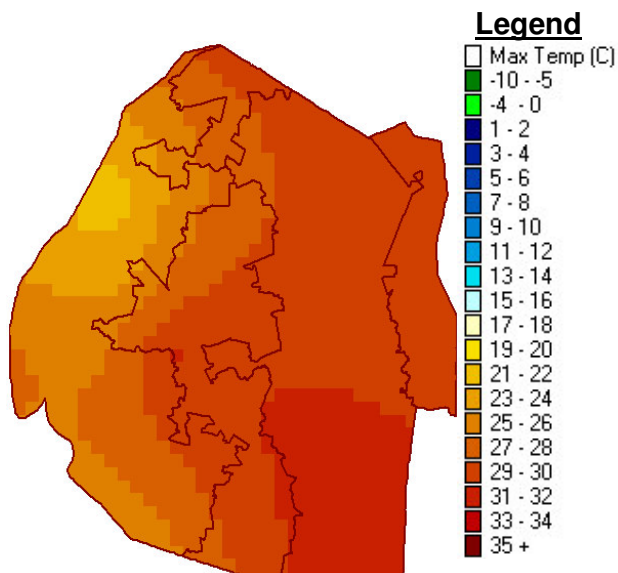 Legend
Max Temp (C)
-10 - -5
-4 - 0
1 - 2
3 - 4
5 - 6
7 - 8
9 - 10
11 - 12
13 - 14
15 - 16
17 - 18
19 - 20
21 - 22
23 - 24
25 - 26
27 - 28
29 - 30
31 - 32
33 - 34
35 +